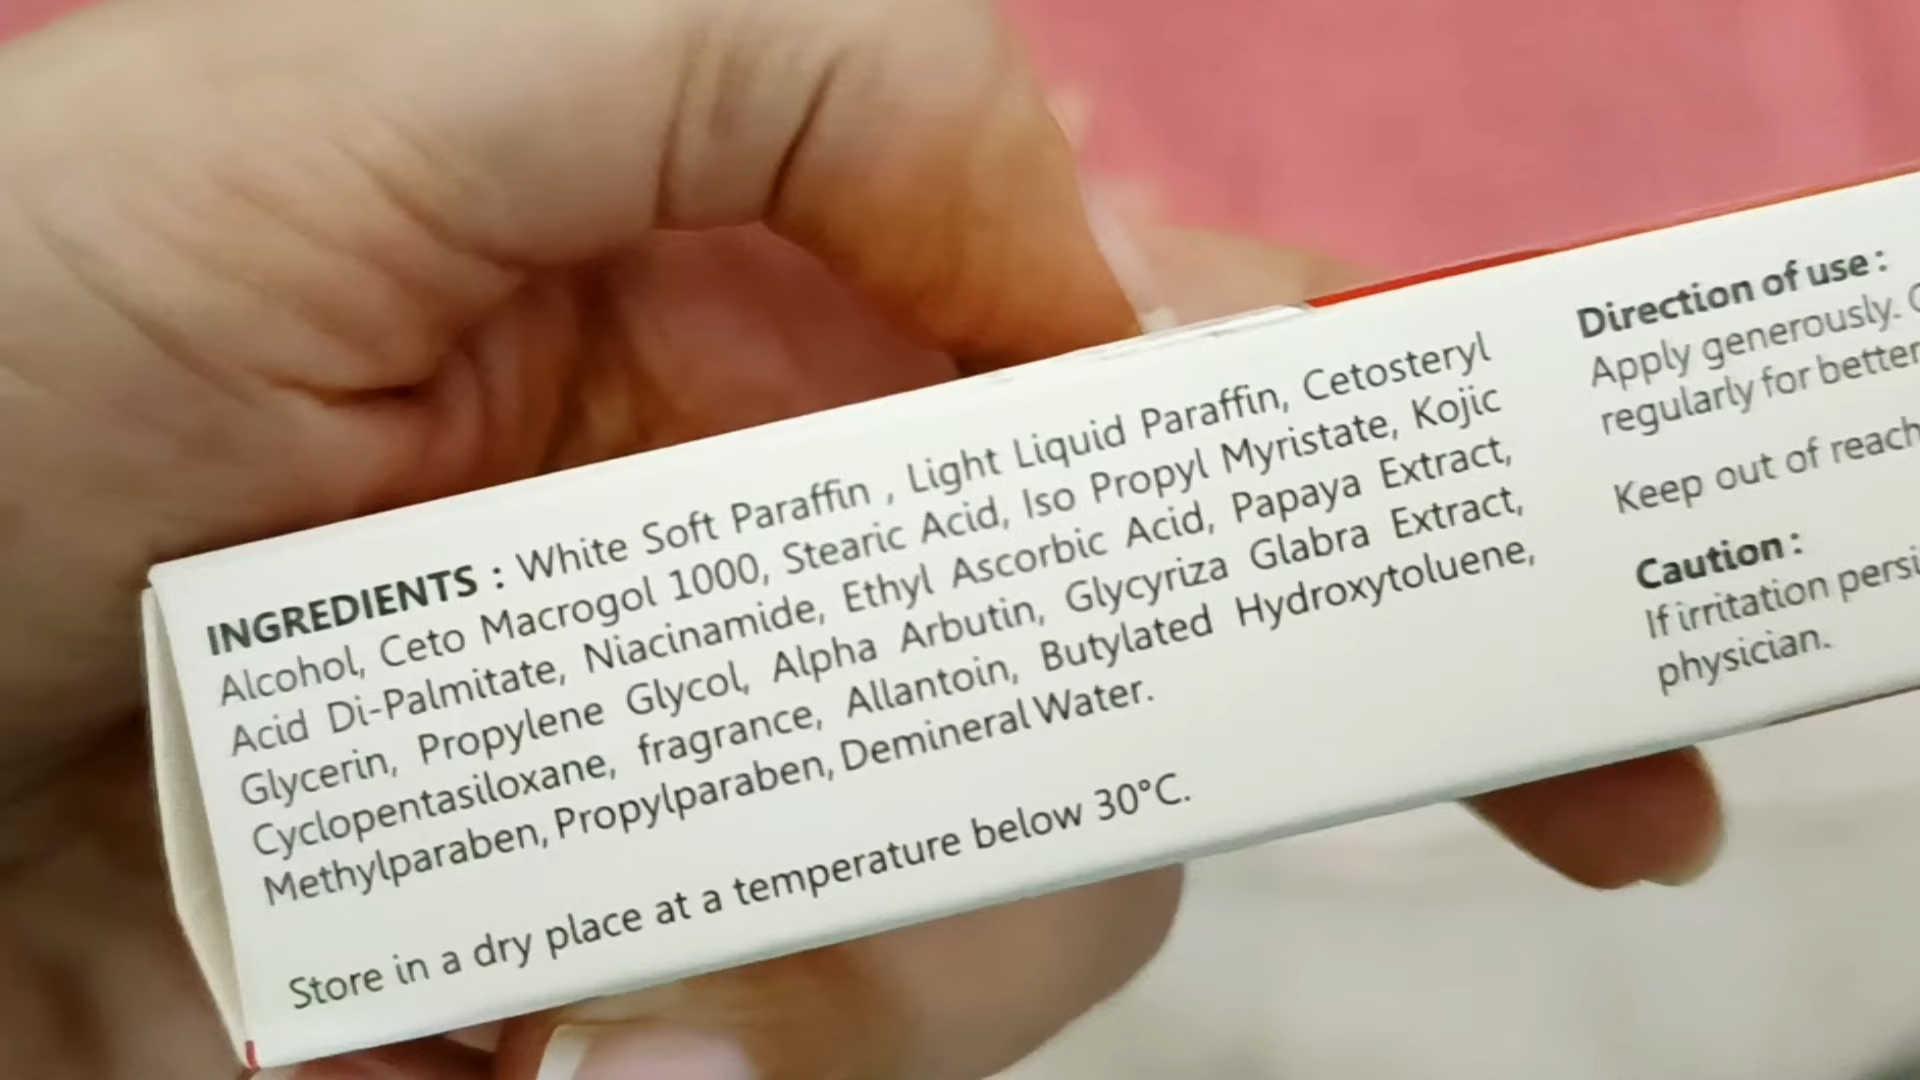 INGREDIENTS : White Soft Paraffin , Light Liquid Paraffin, Cetosteryl
Alcohol, Ceto Macrogol 1000, Stearic Acid, Iso Propyl Myristate, Kojic
Acid Di-Palmitate, Niacinamide, Ethyl Ascorbic Acid, Papaya Extract,
Glycerin, Propylene Glycol, Alpha Arbutin, Glycyriza Glabra Extract,
Cyclopentasiloxane, fragrance, Allantoin, Butylated Hydroxytoluene,
Methylparaben, Propylparaben, Demineral Water.
Store in a dry place at a temperature below 30°C.
Direction of use :
Apply generously.
regularly for better
Keep out of reach
Caution :
If irritation
physician.